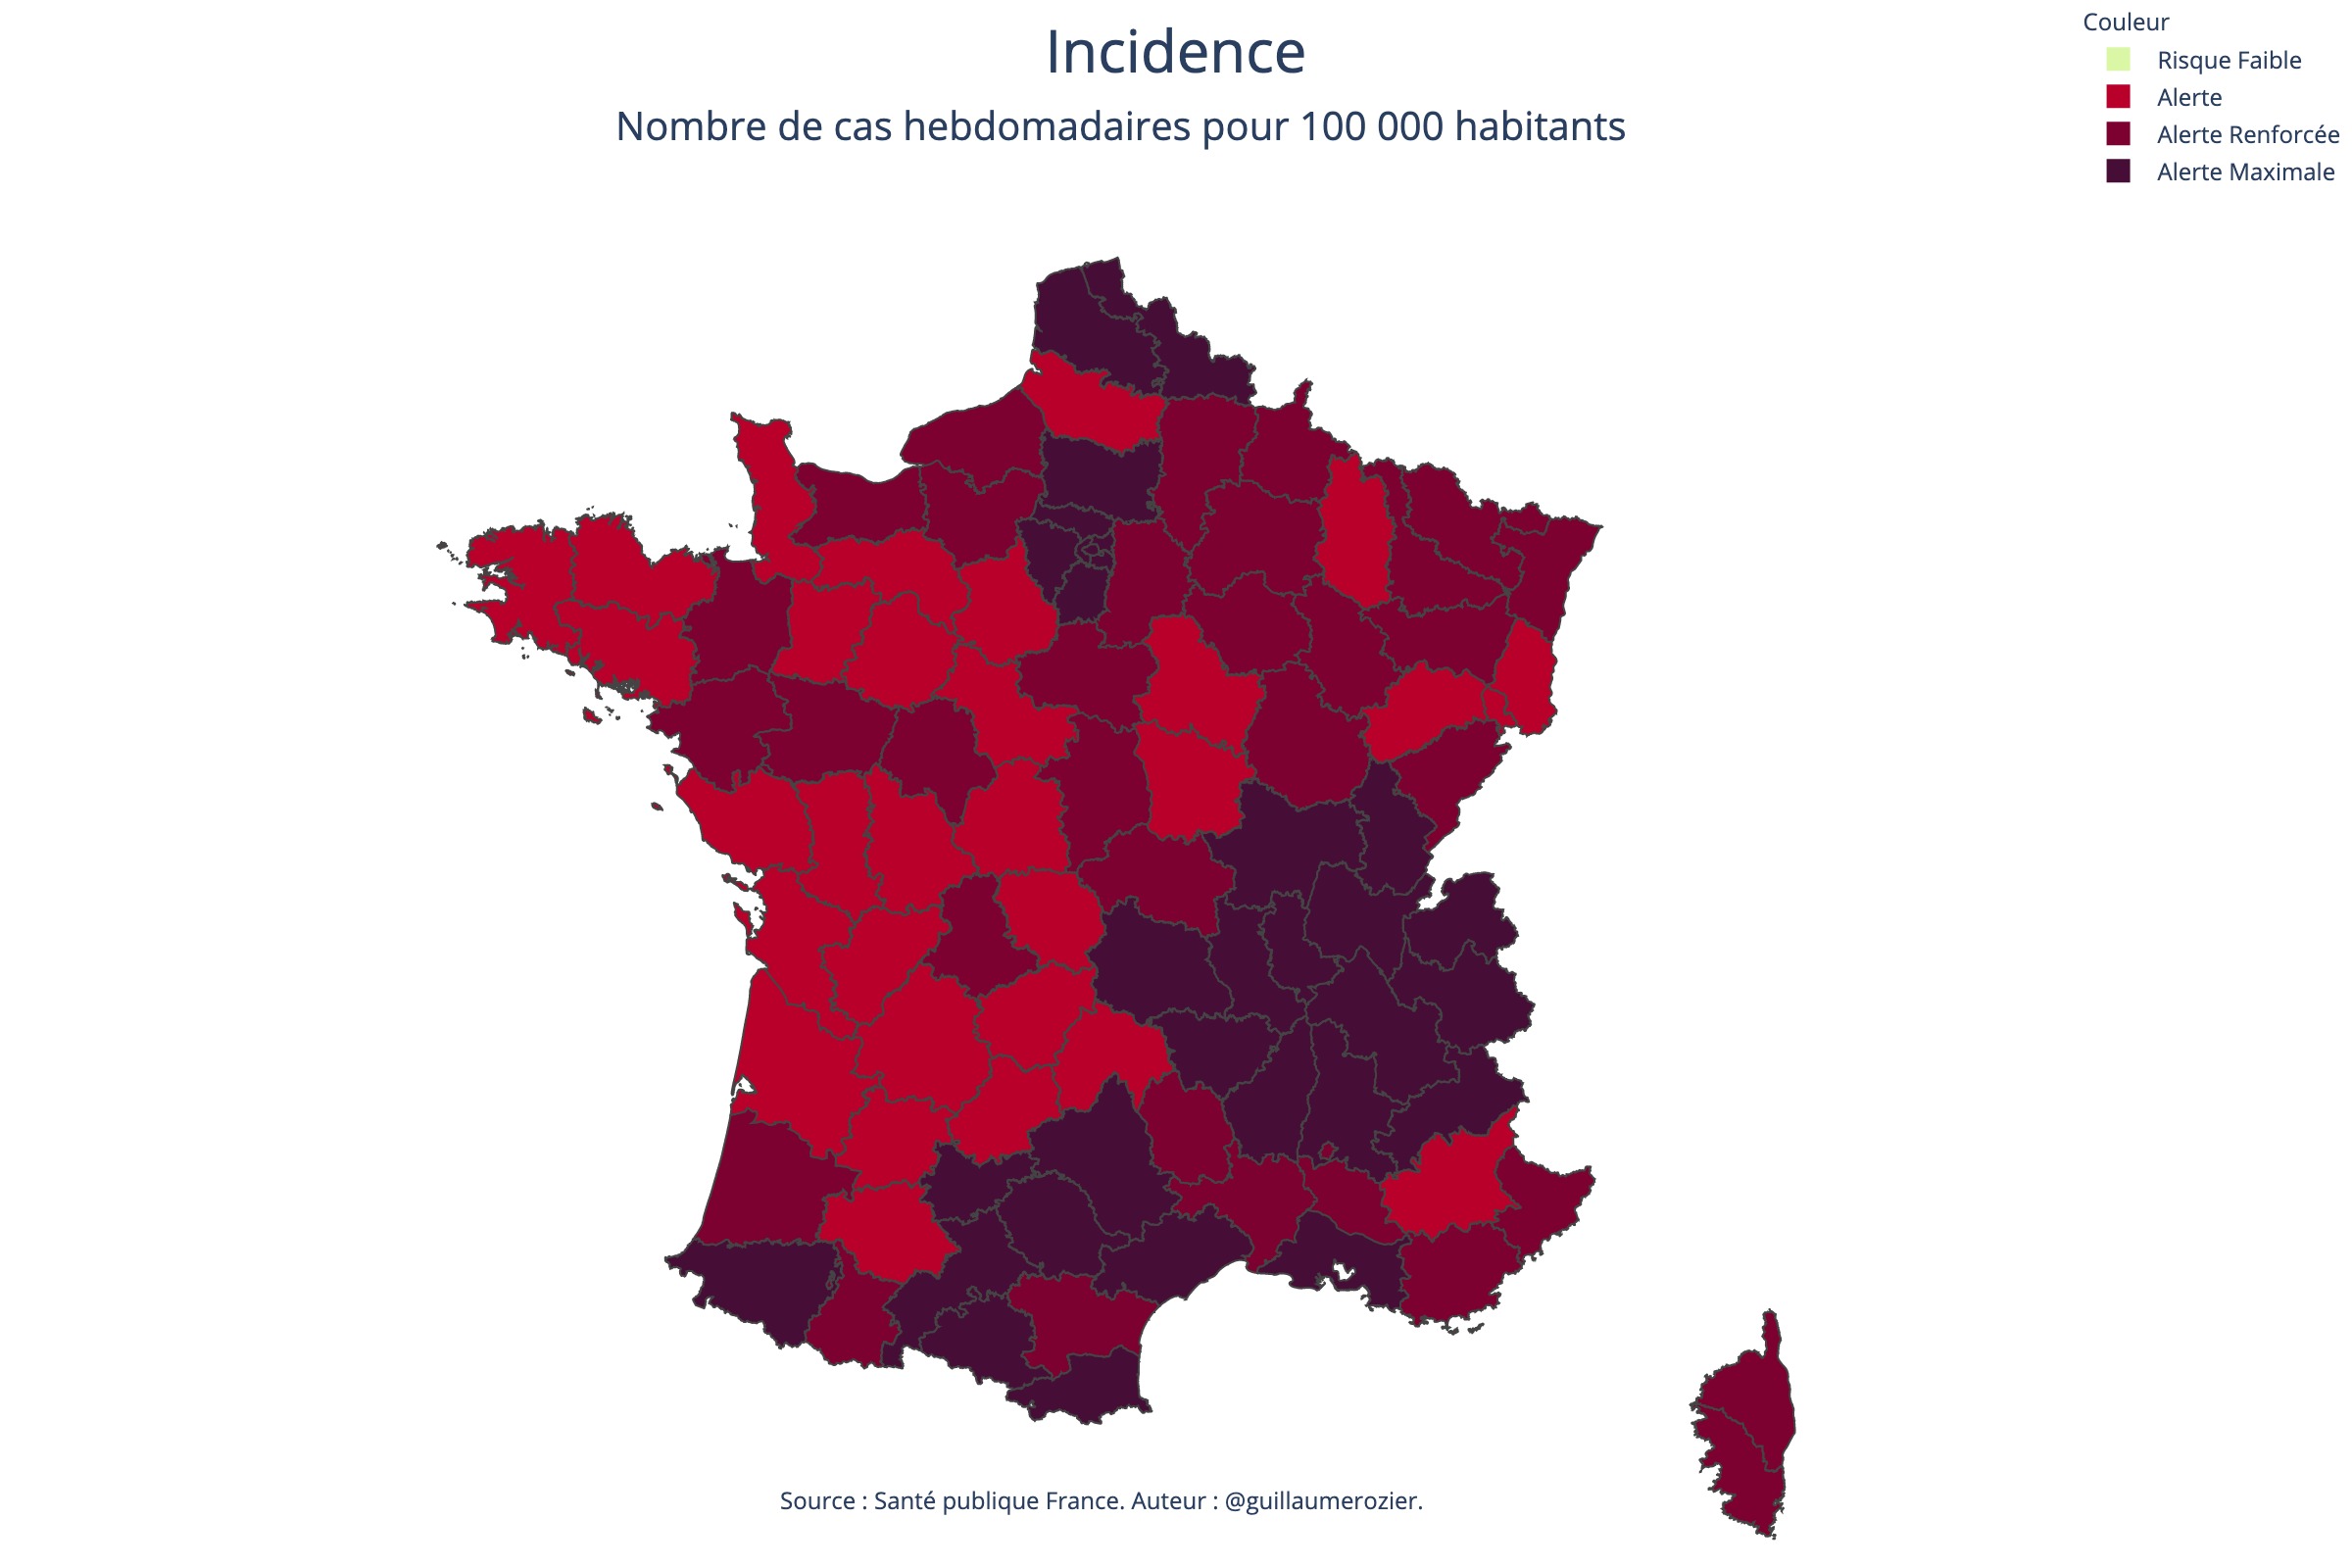 Incidence
Nombre de cas hebdomadaires pour 100 000 habitants
Couleur
Risque Faible
Alerte
Alerte Renforcée
Alerte Maximale
Source : Santé publique France. Auteur : @guillaumerozier.